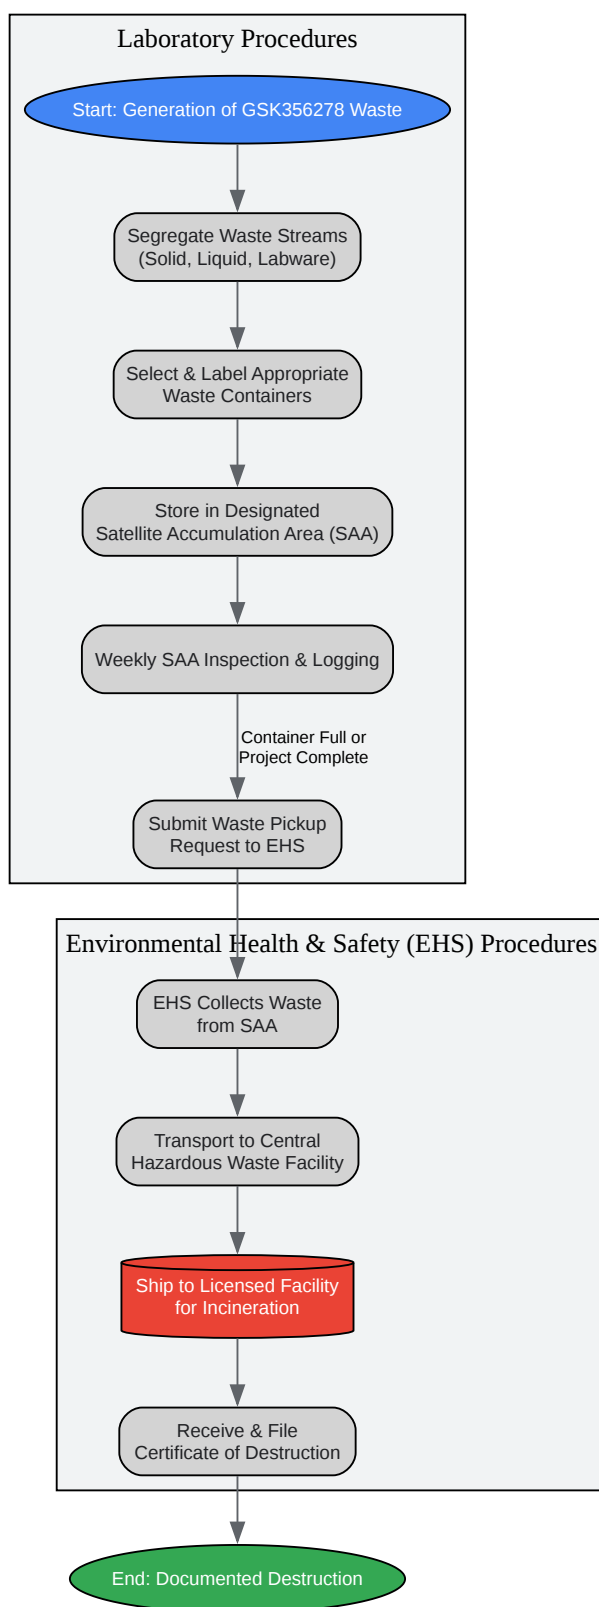 Laboratory Procedures
Start: Generation of GSK356278 Waste
Segregate Waste Streams
(Solid, Liquid, Labware)
Select & Label Appropriate
Waste Containers
Store in Designated
Satellite Accumulation Area (SAA)
Weekly SAA Inspection & Logging
Container Full or
Project Complete
Submit Waste Pickup
Request to EHS
Environmental Health & Safety (EHS) Procedures
EHS Collects Waste
from SAA
Transport to Central
Hazardous Waste Facility
Ship to Licensed Facility
for Incineration
Receive & File
Certificate of Destruction
End: Documented Destruction